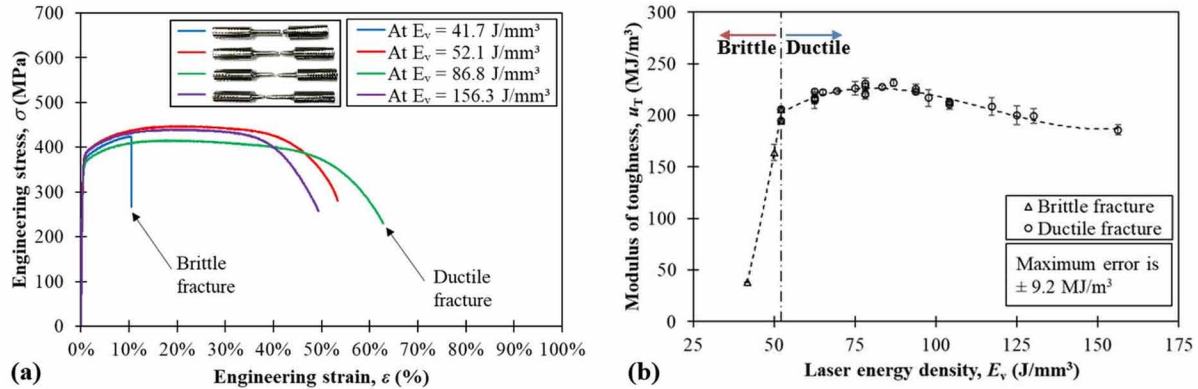 700
600
500
400
300
200
100
0
Engineering stress, σ (MPa)
At Eᵥ = 41.7 J/mm³
At Eᵥ = 52.1 J/mm³
At Eᵥ = 86.8 J/mm³
At Eᵥ = 156.3 J/mm³
Brittle
fracture
Ductile
fracture
0% 10% 20% 30% 40% 50% 60% 70% 80% 90% 100%
Engineering strain, ε (%)
(a)
300
250
200
150
100
50
0
Modulus of toughness, u_T (MJ/m³)
Brittle Ductile
Brittle fracture
Ductile fracture
Maximum error is
± 9.2 MJ/m³
25 50 75 100 125 150 175
Laser energy density, Eᵥ (J/mm³)
(b)